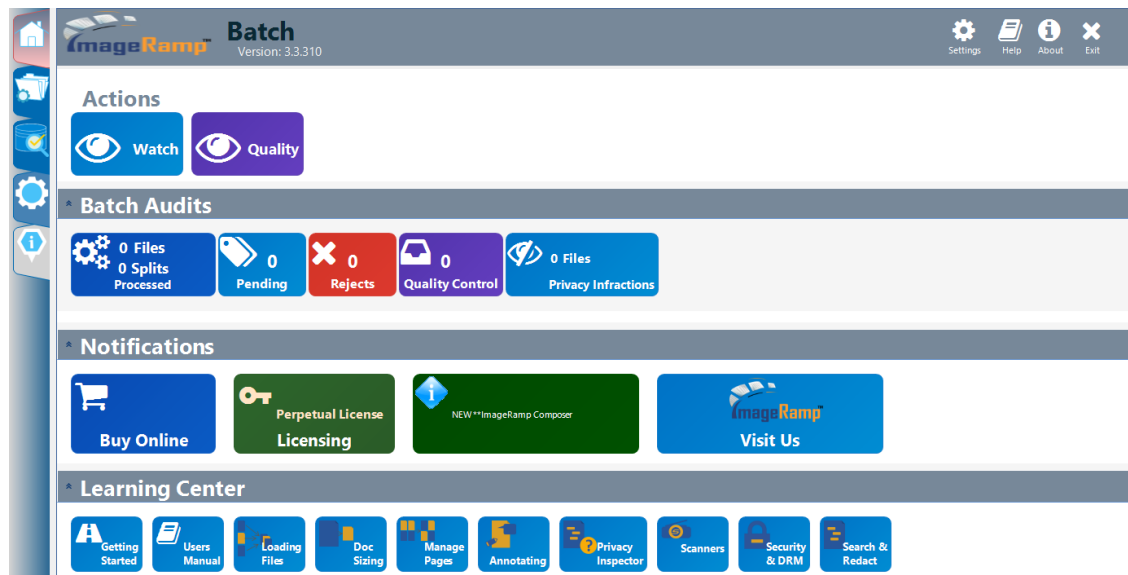 ImageRamp™
Batch
Version: 3.3.310
Settings
Help
About
Exit
Actions
Watch
Quality
Batch Audits
0 Files
0 Splits
Processed
0
Pending
0
Rejects
0
Quality Control
0 Files
Privacy Infractions
Notifications
Buy Online
Perpetual License
Licensing
NEW**ImageRamp Composer
ImageRamp™
Visit Us
Learning Center
Getting
Started
Users
Manual
Loading
Files
Doc
Sizing
Manage
Pages
Annotating
Privacy
Inspector
Scanners
Security
& DRM
Search &
Redact